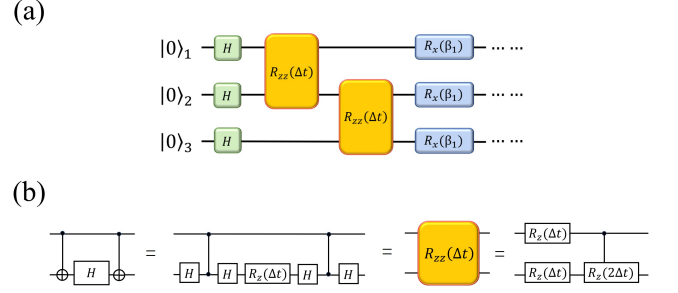 (a)
|0⟩₁ H R_zz(Δt) R_x(β₁) ... ...
|0⟩₂ H R_zz(Δt) R_x(β₁) ... ...
|0⟩₃ H R_x(β₁) ... ...
(b)
H = H H R_z(Δt) H H = R_zz(Δt) = R_z(Δt) R_z(Δt) R_z(2Δt)